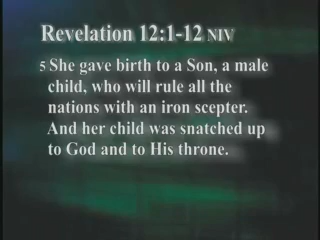 Revelation 12:1-12 NIV
5 She gave birth to a Son, a male
child, who will rule all the
nations with an iron scepter.
And her child was snatched up
to God and to His throne.